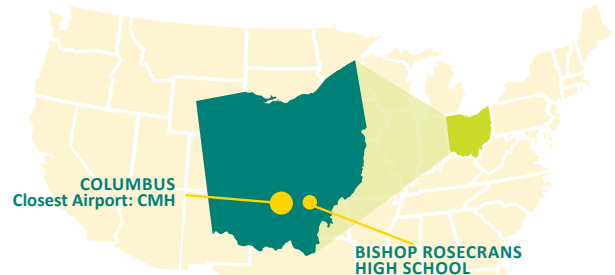 COLUMBUS
Closest Airport: CMH
BISHOP ROSECRANS
HIGH SCHOOL